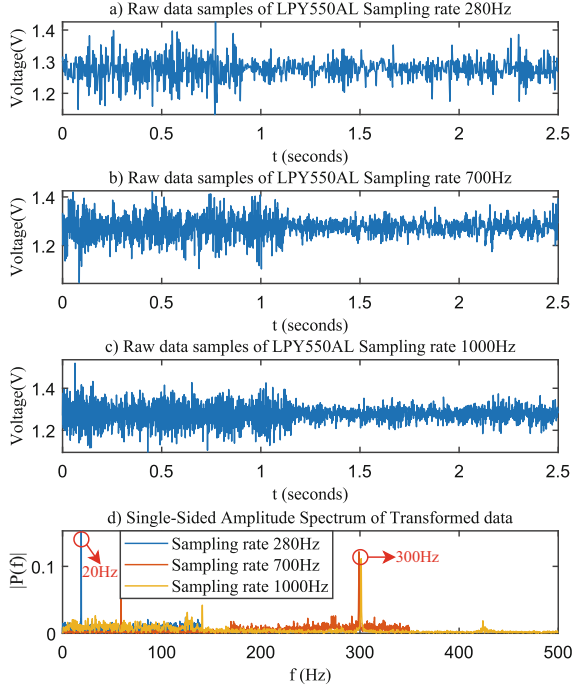 a) Raw data samples of LPY550AL Sampling rate 280Hz
Voltage(V)
1.4
1.3
1.2
0 0.5 1 1.5 2 2.5
t (seconds)
b) Raw data samples of LPY550AL Sampling rate 700Hz
Voltage(V)
1.4
1.2
0 0.5 1 1.5 2 2.5
t (seconds)
c) Raw data samples of LPY550AL Sampling rate 1000Hz
Voltage(V)
1.4
1.2
0 0.5 1 1.5 2 2.5
t (seconds)
d) Single-Sided Amplitude Spectrum of Transformed data
|P(f)|
0.1
0
20Hz
Sampling rate 280Hz
Sampling rate 700Hz
Sampling rate 1000Hz
300Hz
0 100 200 300 400 500
f (Hz)